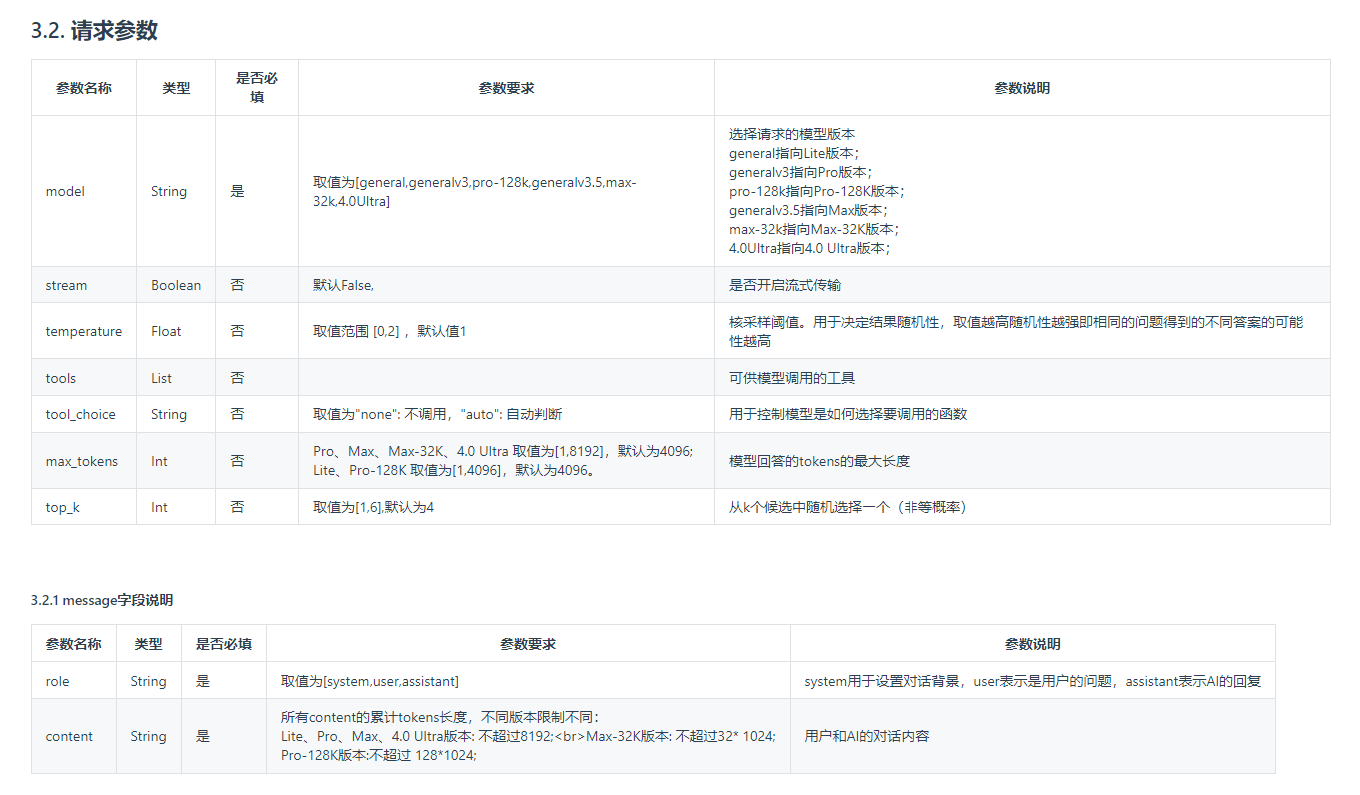 3.2. 请求参数
参数名称 类型 是否必填 参数要求 参数说明
model String 是 取值为[general,generalv3,pro-128k,generalv3.5,max-32k,4.0Ultra] 选择请求的模型版本
general指向Lite版本；
generalv3指向Pro版本；
pro-128k指向Pro-128K版本；
generalv3.5指向Max版本；
max-32k指向Max-32K版本；
4.0Ultra指向4.0 Ultra版本；
stream Boolean 否 默认False, 是否开启流式传输
temperature Float 否 取值范围 [0,2] ，默认值1 核采样阈值。用于决定结果随机性，取值越高随机性越强即相同的问题得到的不同答案的可能性越高
tools List 否 可供模型调用的工具
tool_choice String 否 取值为"none": 不调用，"auto": 自动判断 用于控制模型是如何选择要调用的函数
max_tokens Int 否 Pro、Max、Max-32K、4.0 Ultra 取值为[1,8192]，默认为4096;
Lite、Pro-128K 取值为[1,4096]，默认为4096。 模型回答的tokens的最大长度
top_k Int 否 取值为[1,6],默认为4 从k个候选中随机选择一个（非等概率）
3.2.1 message字段说明
参数名称 类型 是否必填 参数要求 参数说明
role String 是 取值为[system,user,assistant] system用于设置对话背景，user表示是用户的问题，assistant表示AI的回复
content String 是 所有content的累计tokens长度，不同版本限制不同：
Lite、Pro、Max、4.0 Ultra版本: 不超过8192;<br>Max-32K版本: 不超过32* 1024;
Pro-128K版本:不超过 128*1024; 用户和AI的对话内容